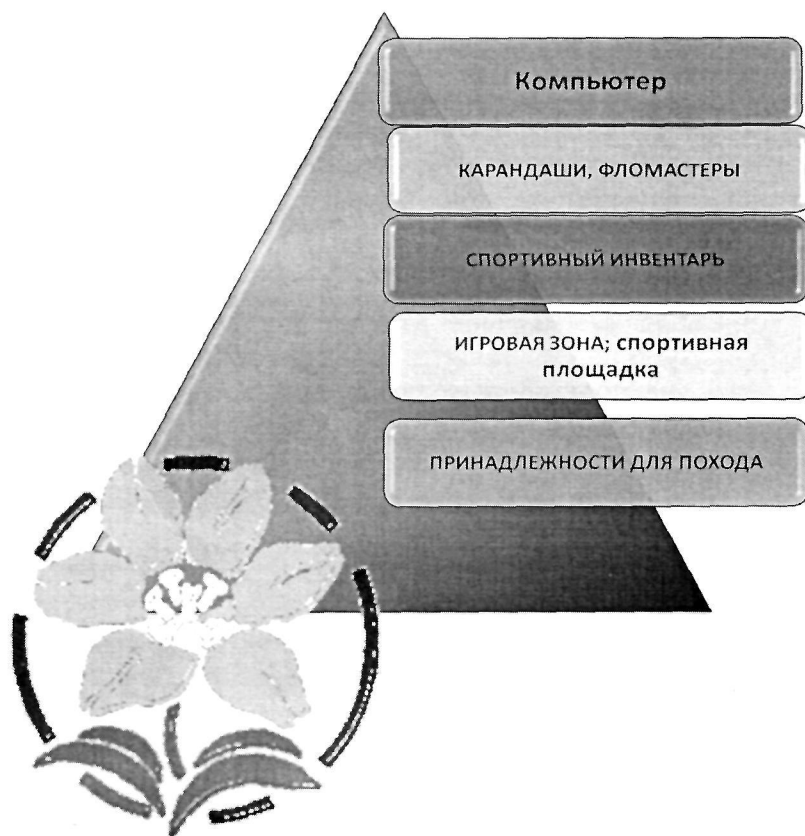 Компьютер
КАРАНДАШИ, ФЛОМАСТЕРЫ
СПОРТИВНЫЙ ИНВЕНТАРЬ
ИГРОВАЯ ЗОНА; спортивная
площадка
ПРИНАДЛЕЖНОСТИ ДЛЯ ПОХОДА